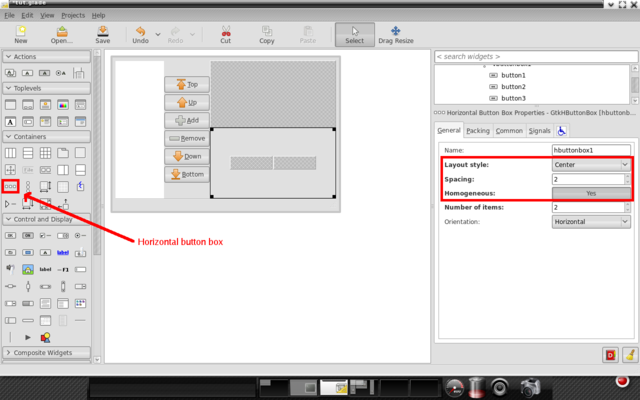 *tut.glade
File Edit View Projects Help
New Open... Save Undo Redo Cut Copy Paste Select Drag Resize
Actions
Toplevels
Containers
Control and Display
label
label
label
F1
Composite Widgets
Top
Up
Add
Remove
Down
Bottom
Horizontal button box
< search widgets >
button1
button2
button3
Horizontal Button Box Properties - GtkHButtonBox [hbuttonb...
General Packing Common Signals
Name: hbuttonbox1
Layout style: Center
Spacing: 2
Homogeneous: Yes
Number of items: 2
Orientation: Horizontal